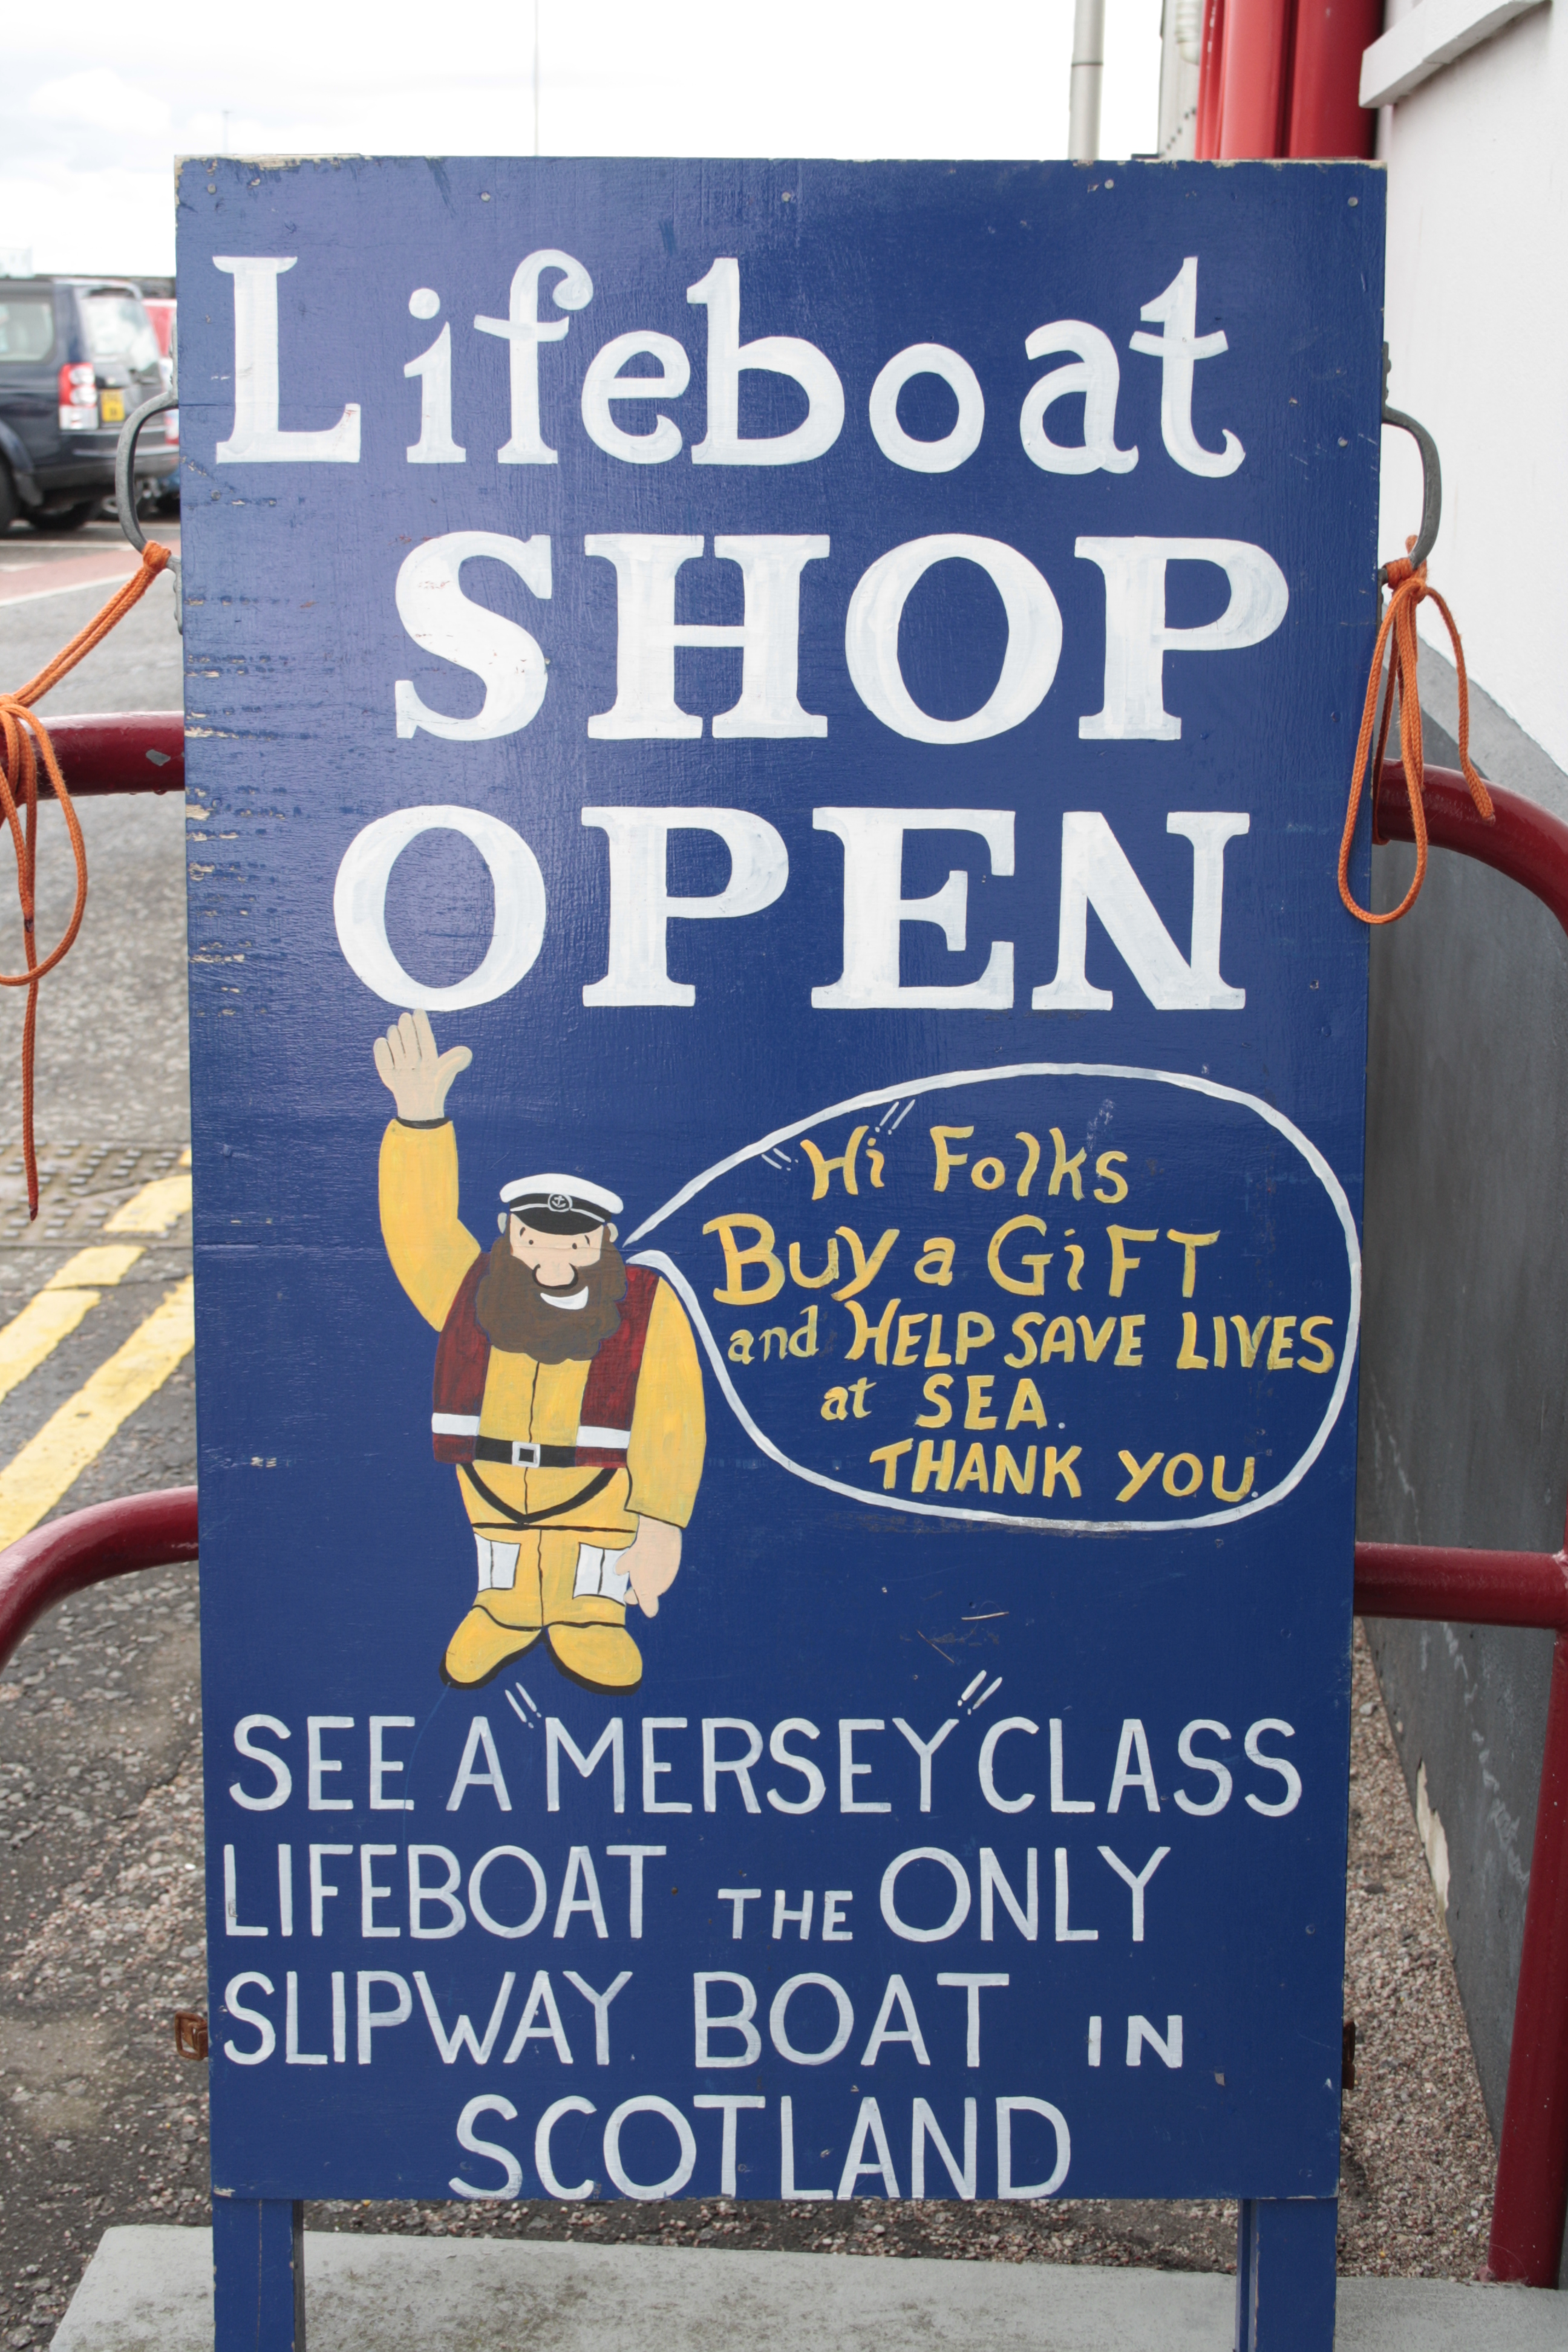 Lifeboat
SHOP
OPEN
"Hi Folks"
Buy a GiFT
and HELP SAVE LIVES
at SEA.
THANK YOU.
SEE A "MERSEY" CLASS
LIFEBOAT THE ONLY
SLIPWAY BOAT IN
SCOTLAND